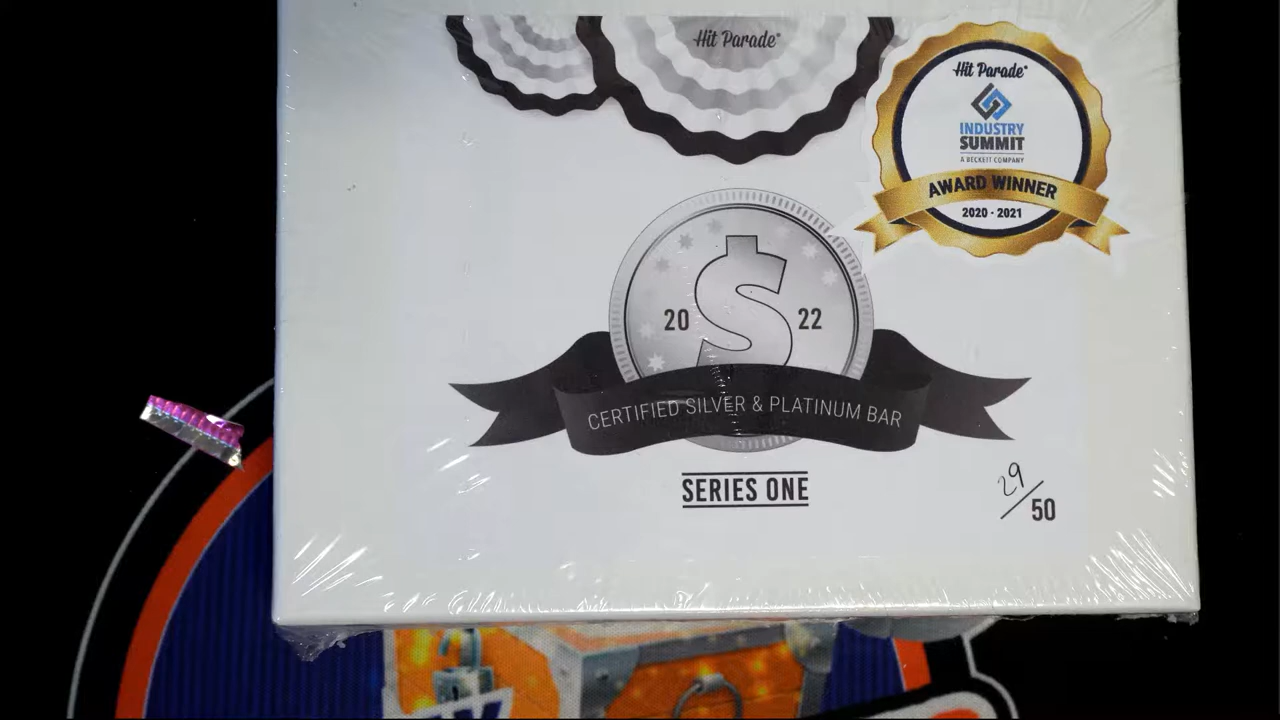 Hit Parade®
Hit Parade®
INDUSTRY
SUMMIT
A BECKETT COMPANY
AWARD WINNER
2020 · 2021
20 $ 22
CERTIFIED SILVER & PLATINUM BAR
SERIES ONE
29/50